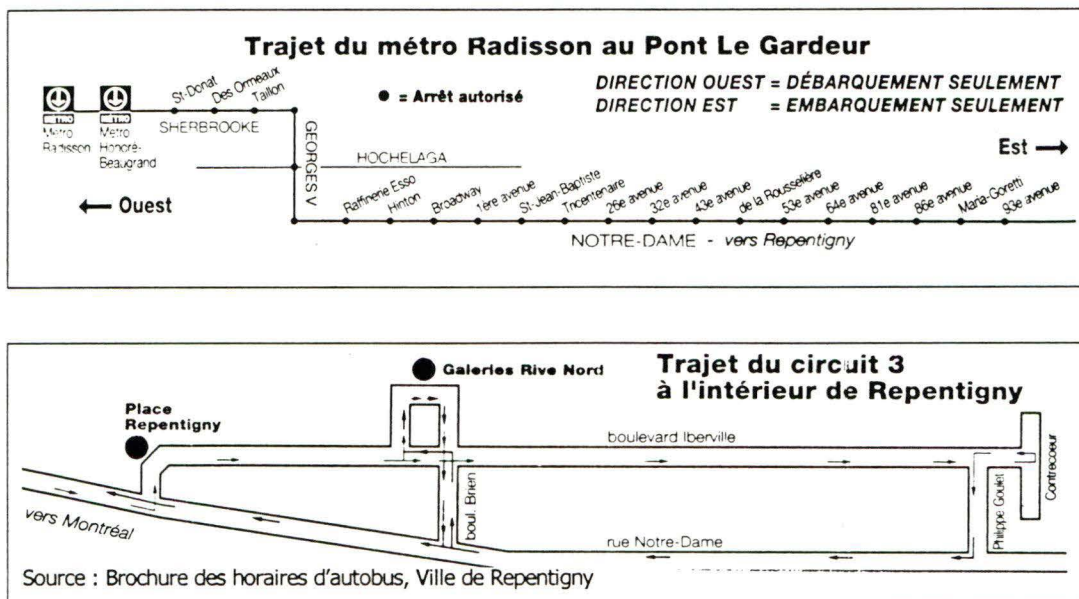 Trajet du métro Radisson au Pont Le Gardeur
DIRECTION OUEST = DÉBARQUEMENT SEULEMENT
DIRECTION EST = EMBARQUEMENT SEULEMENT
● = Arrêt autorisé
METRO
Métro Radisson
METRO
Métro Honoré-Beaugrand
St-Donat
Des Ormeaux
Taillon
SHERBROOKE
GEORGES V
HOCHELAGA
Est →
← Ouest
Raffinerie Esso
Hinton
Broadway
1ère avenue
St-Jean-Baptiste
Tricentenaire
26e avenue
32e avenue
43e avenue
de la Rousselière
53e avenue
64e avenue
81e avenue
86e avenue
Maria-Goretti
93e avenue
NOTRE-DAME - vers Repentigny
Trajet du circuit 3
à l'intérieur de Repentigny
Galeries Rive Nord
Place
Repentigny
boulevard Iberville
boul. Brien
Philippe Goulet
Contrecoeur
rue Notre-Dame
vers Montréal
Source : Brochure des horaires d'autobus, Ville de Repentigny